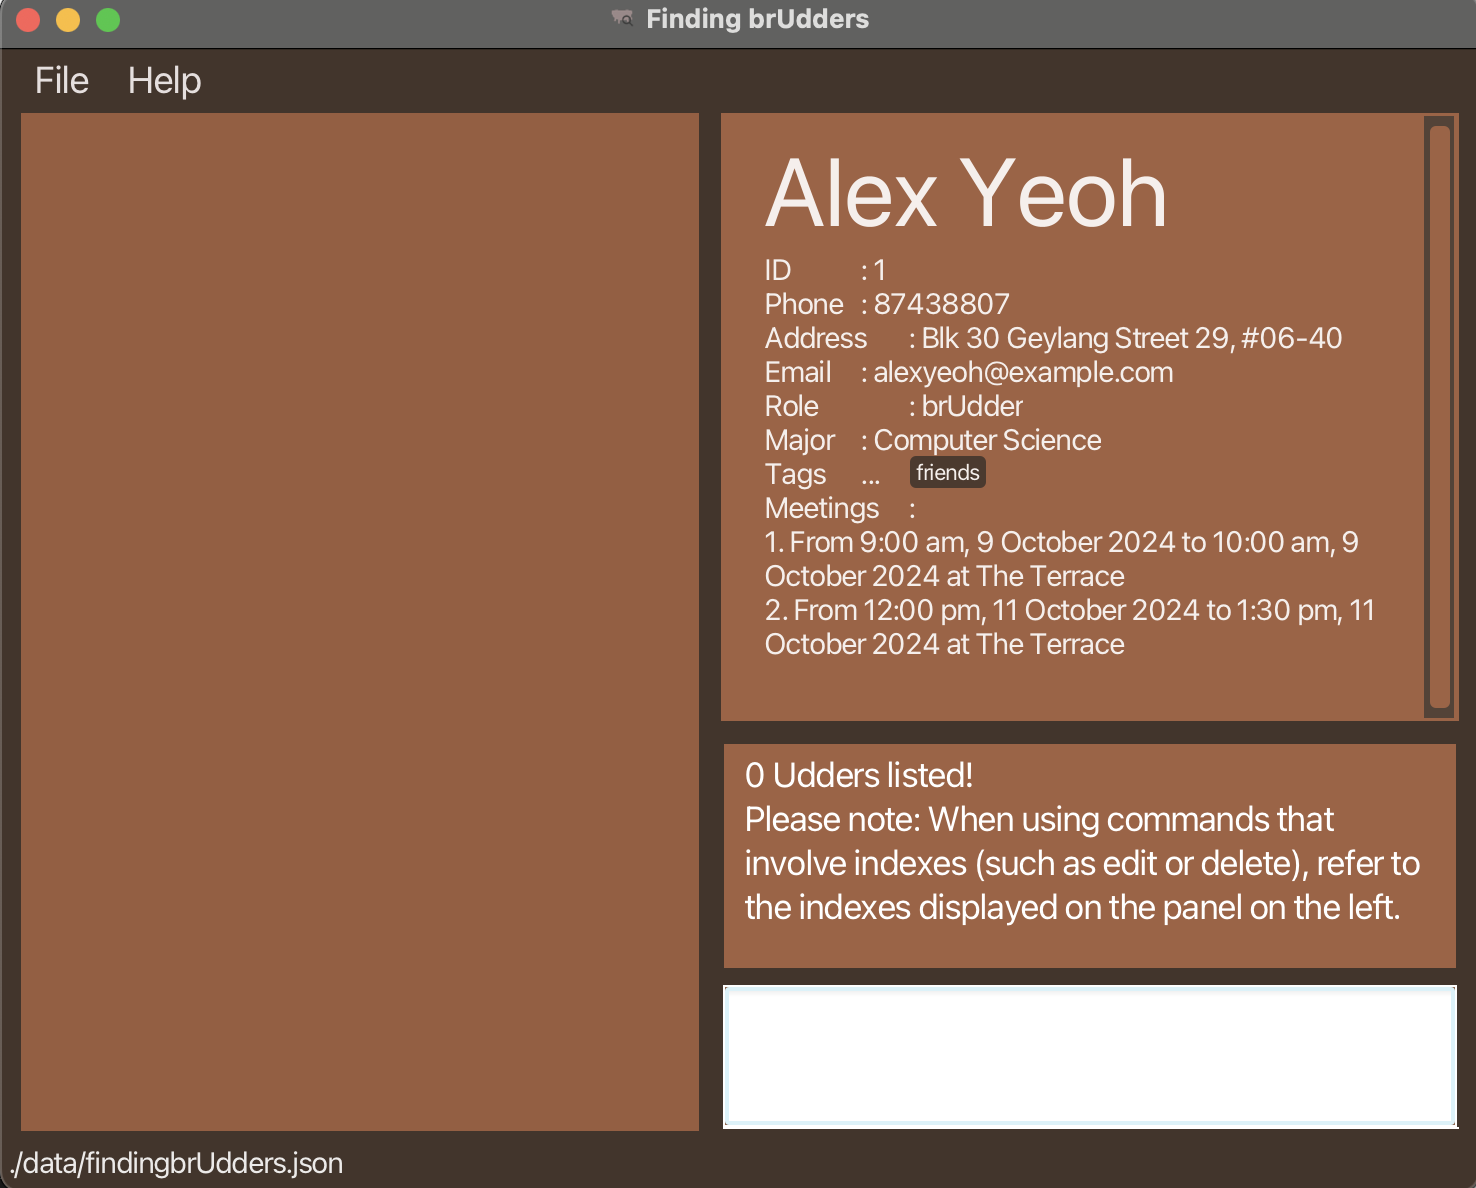 Finding brUdders
File Help
Alex Yeoh
ID : 1
Phone : 87438807
Address : Blk 30 Geylang Street 29, #06-40
Email : alexyeoh@example.com
Role : brUdder
Major : Computer Science
Tags ... friends
Meetings :
1. From 9:00 am, 9 October 2024 to 10:00 am, 9
October 2024 at The Terrace
2. From 12:00 pm, 11 October 2024 to 1:30 pm, 11
October 2024 at The Terrace
0 Udders listed!
Please note: When using commands that
involve indexes (such as edit or delete), refer to
the indexes displayed on the panel on the left.
./data/findingbrUdders.json